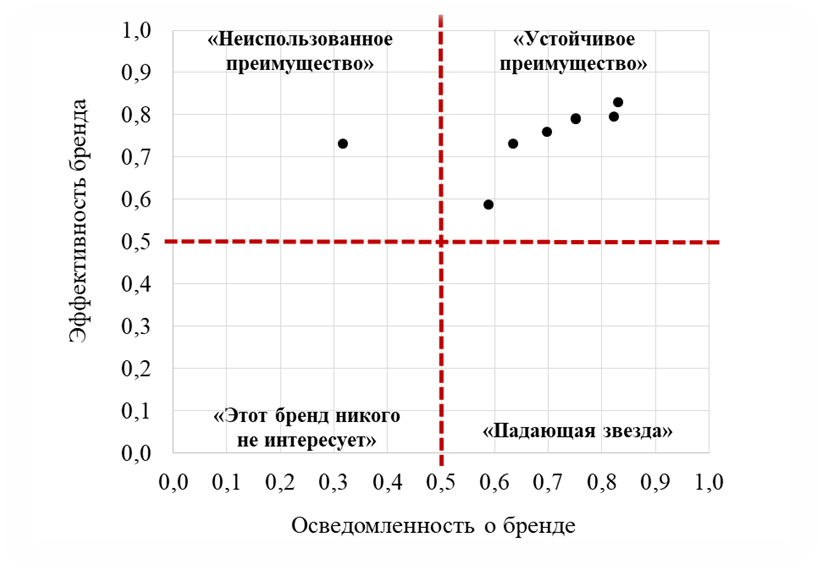 1,0
«Неиспользованное
преимущество»
«Устойчивое
преимущество»
0,9
0,8
0,7
0,6
0,5
0,4
0,3
0,2
0,1
0,0
Эффективность бренда
«Этот бренд никого
не интересует»
«Падающая звезда»
0,0 0,1 0,2 0,3 0,4 0,5 0,6 0,7 0,8 0,9 1,0
Осведомленность о бренде